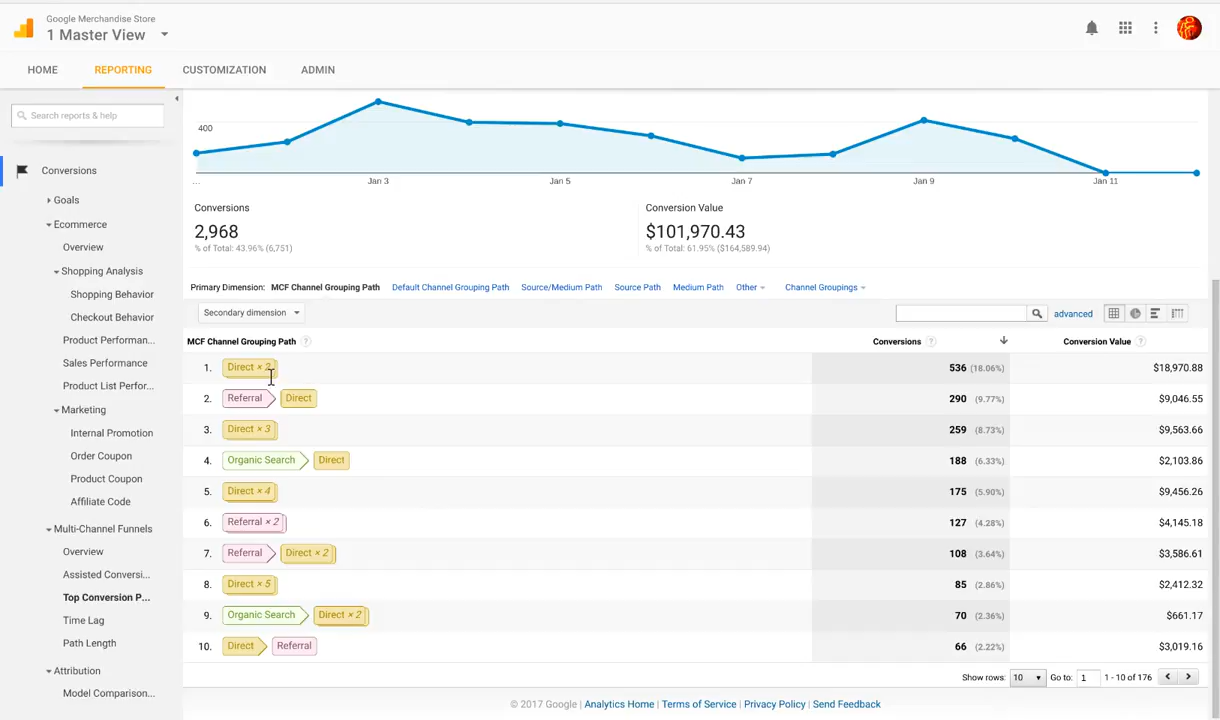 Google Merchandise Store
1 Master View
HOME REPORTING CUSTOMIZATION ADMIN
Search reports & help
Conversions
Goals
Ecommerce
Overview
Shopping Analysis
Shopping Behavior
Checkout Behavior
Product Performan...
Sales Performance
Product List Perfor...
Marketing
Internal Promotion
Order Coupon
Product Coupon
Affiliate Code
Multi-Channel Funnels
Overview
Assisted Conversi...
Top Conversion P...
Time Lag
Path Length
Attribution
Model Comparison...
400
... Jan 3 Jan 5 Jan 7 Jan 9 Jan 11
Conversions Conversion Value
2,968 $101,970.43
% of Total: 43.96% (6,751) % of Total: 61.95% ($164,589.94)
Primary Dimension: MCF Channel Grouping Path Default Channel Grouping Path Source/Medium Path Source Path Medium Path Other Channel Groupings
Secondary dimension advanced
MCF Channel Grouping Path ? Conversions ? Conversion Value ?
1. Direct × 2 536 (18.06%) $18,970.88
2. Referral Direct 290 (9.77%) $9,046.55
3. Direct × 3 259 (8.73%) $9,563.66
4. Organic Search Direct 188 (6.33%) $2,103.86
5. Direct × 4 175 (5.90%) $9,456.26
6. Referral × 2 127 (4.28%) $4,145.18
7. Referral Direct × 2 108 (3.64%) $3,586.61
8. Direct × 5 85 (2.86%) $2,412.32
9. Organic Search Direct × 2 70 (2.36%) $661.17
10. Direct Referral 66 (2.22%) $3,019.16
Show rows: 10 Go to: 1 1 - 10 of 176
© 2017 Google | Analytics Home | Terms of Service | Privacy Policy | Send Feedback